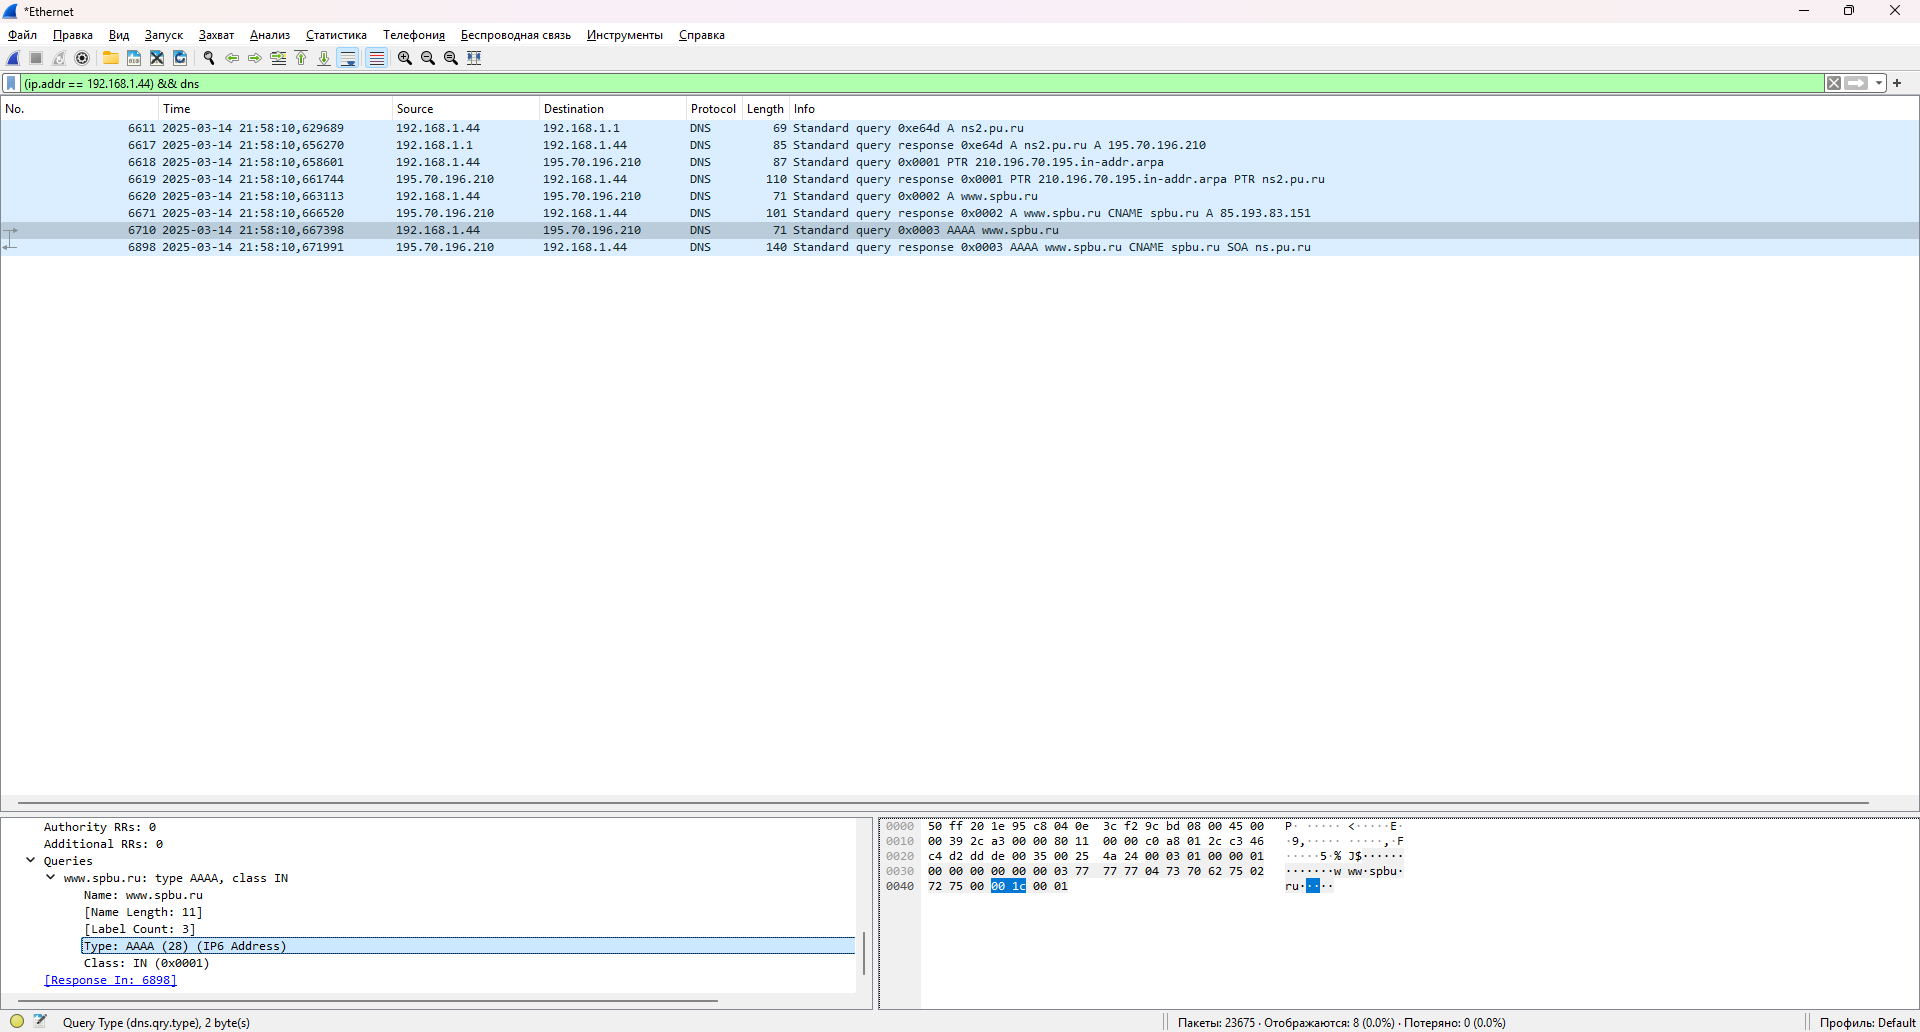 *Ethernet
Файл Правка Вид Запуск Захват Анализ Статистика Телефония Беспроводная связь Инструменты Справка
(ip.addr == 192.168.1.44) && dns
No. Time Source Destination Protocol Length Info
6611 2025-03-14 21:58:10,629689 192.168.1.44 192.168.1.1 DNS 69 Standard query 0xe64d A ns2.pu.ru
6617 2025-03-14 21:58:10,656270 192.168.1.1 192.168.1.44 DNS 85 Standard query response 0xe64d A ns2.pu.ru A 195.70.196.210
6618 2025-03-14 21:58:10,658601 192.168.1.44 195.70.196.210 DNS 87 Standard query 0x0001 PTR 210.196.70.195.in-addr.arpa
6619 2025-03-14 21:58:10,661744 195.70.196.210 192.168.1.44 DNS 110 Standard query response 0x0001 PTR 210.196.70.195.in-addr.arpa PTR ns2.pu.ru
6620 2025-03-14 21:58:10,663113 192.168.1.44 195.70.196.210 DNS 71 Standard query 0x0002 A www.spbu.ru
6671 2025-03-14 21:58:10,666520 195.70.196.210 192.168.1.44 DNS 101 Standard query response 0x0002 A www.spbu.ru CNAME spbu.ru A 85.193.83.151
6710 2025-03-14 21:58:10,667398 192.168.1.44 195.70.196.210 DNS 71 Standard query 0x0003 AAAA www.spbu.ru
6898 2025-03-14 21:58:10,671991 195.70.196.210 192.168.1.44 DNS 140 Standard query response 0x0003 AAAA www.spbu.ru CNAME spbu.ru SOA ns.pu.ru
Authority RRs: 0
Additional RRs: 0
Queries
www.spbu.ru: type AAAA, class IN
Name: www.spbu.ru
[Name Length: 11]
[Label Count: 3]
Type: AAAA (28) (IP6 Address)
Class: IN (0x0001)
[Response In: 6898]
0000 50 ff 20 1e 95 c8 04 0e 3c f2 9c bd 08 00 45 00 P· ····· <·····E·
0010 00 39 2c a3 00 00 80 11 00 00 c0 a8 01 2c c3 46 ·9,····· ·····,·F
0020 c4 d2 dd de 00 35 00 25 4a 24 00 03 01 00 00 01 ·····5·% J$······
0030 00 00 00 00 00 00 03 77 77 77 04 73 70 62 75 02 ·······w ww·spbu·
0040 72 75 00 00 1c 00 01 ru·····
Query Type (dns.qry.type), 2 byte(s)
Пакеты: 23675 · Отображаются: 8 (0.0%) · Потеряно: 0 (0.0%)
Профиль: Default